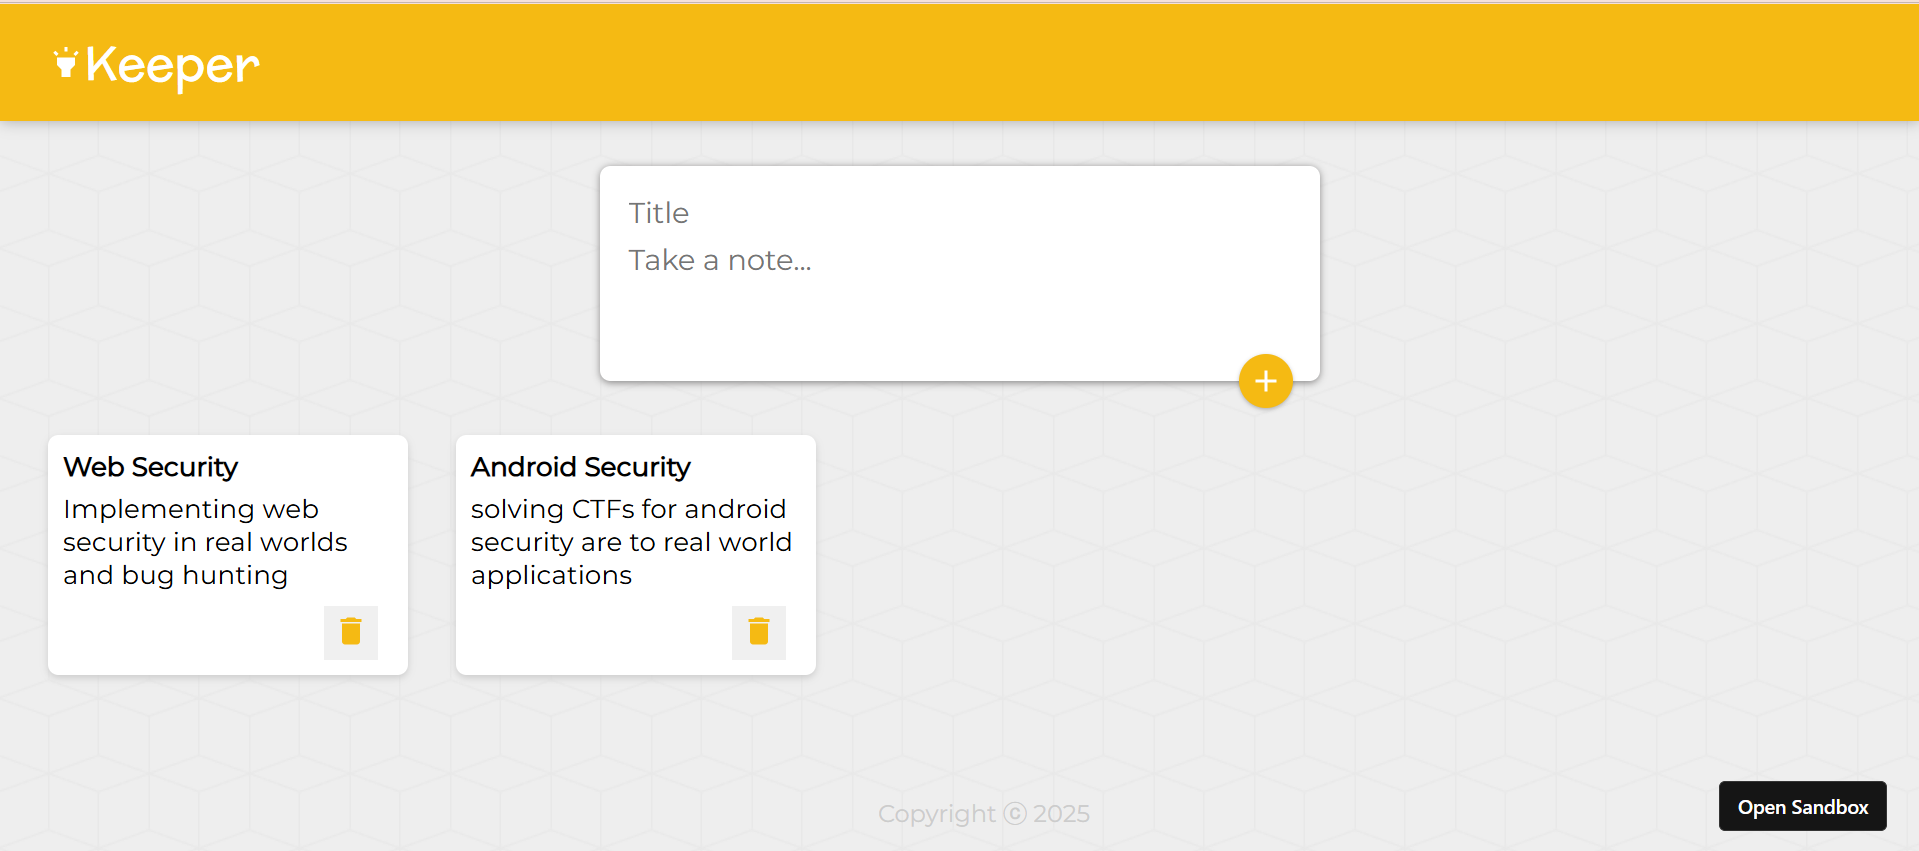 Keeper
Title
Take a note...
Web Security
Implementing web
security in real worlds
and bug hunting
Android Security
solving CTFs for android
security are to real world
applications
Copyright ⓒ 2025
Open Sandbox